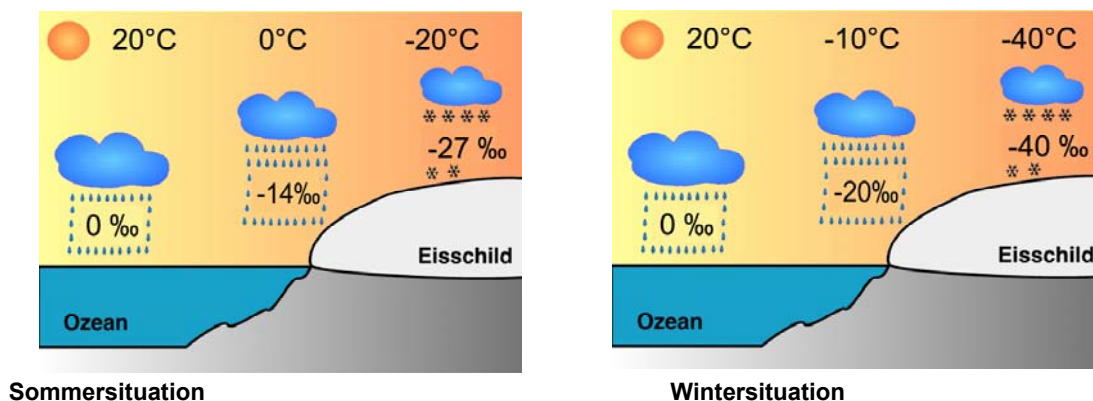 20°C 0°C -20°C
-27 ‰
-14‰
0 ‰
Eisschild
Ozean
Sommersituation
20°C -10°C -40°C
-40 ‰
-20‰
0 ‰
Eisschild
Ozean
Wintersituation